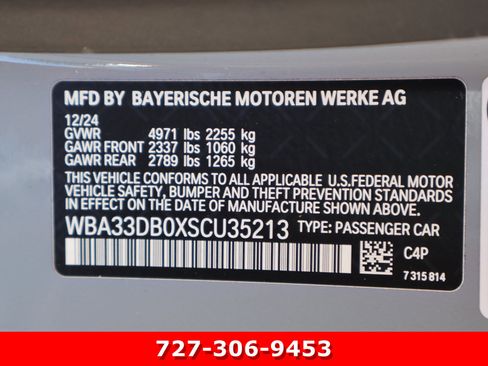 MFD BY BAYERISCHE MOTOREN WERKE AG
12/24
GVWR 4971 lbs 2255 kg
GAWR FRONT 2337 lbs 1060 kg
GAWR REAR 2789 lbs 1265 kg
THIS VEHICLE CONFORMS TO ALL APPLICABLE U.S.FEDERAL MOTOR
VEHICLE SAFETY, BUMPER, AND THEFT PREVENTION STANDARDS
IN EFFECT ON THE DATE OF MANUFACTURE SHOWN ABOVE.
WBA33DB0XSCU35213 TYPE: PASSENGER CAR
C4P
7 315 814
727-306-9453